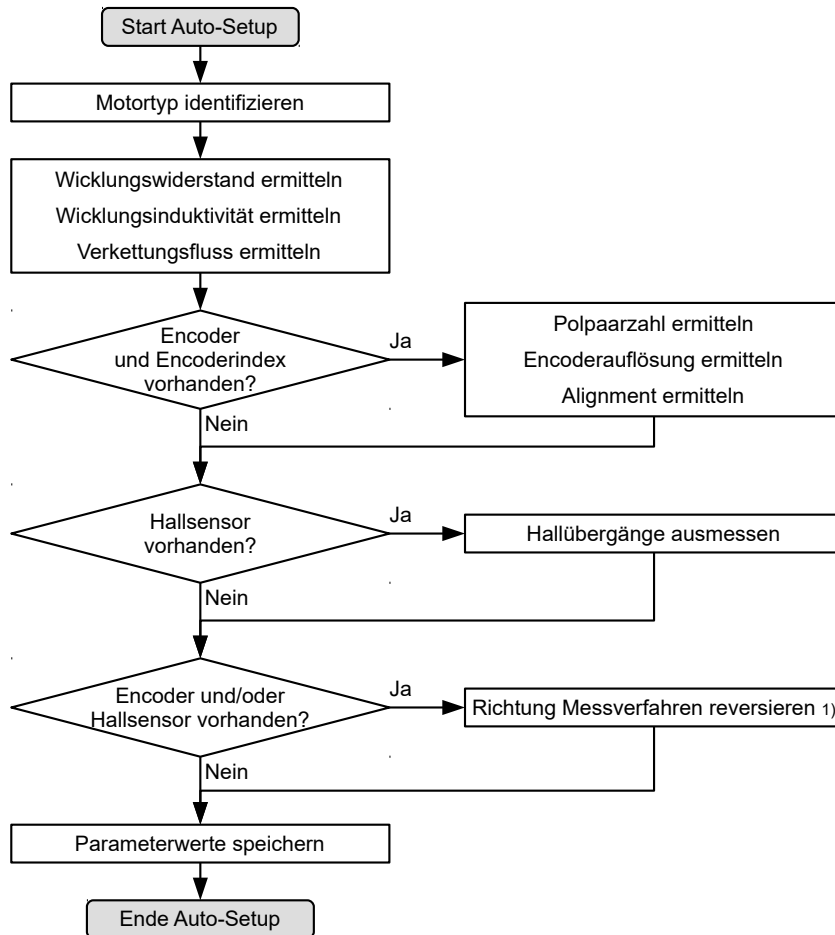 Start Auto-Setup
Motortyp identifizieren
Wicklungswiderstand ermitteln
Wicklungsinduktivität ermitteln
Verkettungsfluss ermitteln
Encoder
und Encoderindex
vorhanden?
Ja
Polpaarzahl ermitteln
Encoderauflösung ermitteln
Alignment ermitteln
Nein
Hallsensor
vorhanden?
Ja
Hallübergänge ausmessen
Nein
Encoder und/oder
Hallsensor vorhanden?
Ja
Richtung Messverfahren reversieren 1)
Nein
Parameterwerte speichern
Ende Auto-Setup